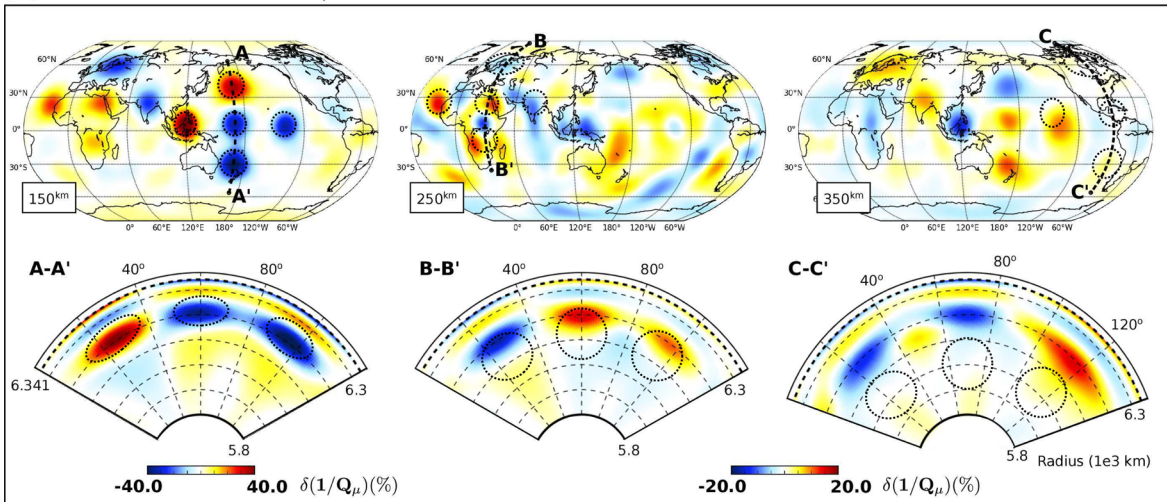 A
B
C
60°N
60°N
60°N
30°N
30°N
30°N
0°
0°
0°
30°S
30°S
30°S
A'
B'
C'
150km
250km
350km
0° 60°E 120°E 180°W 120°W 60°W
0° 60°E 120°E 180°W 120°W 60°W
0° 60°E 120°E 180°W 120°W 60°W
A-A'
40°
80°
6.341
6.3
5.8
B-B'
40°
80°
6.3
5.8
C-C'
40°
80°
120°
6.3
5.8
Radius (1e3 km)
-40.0 40.0 δ(1/Qμ)(%)
-20.0 20.0 δ(1/Qμ)(%)